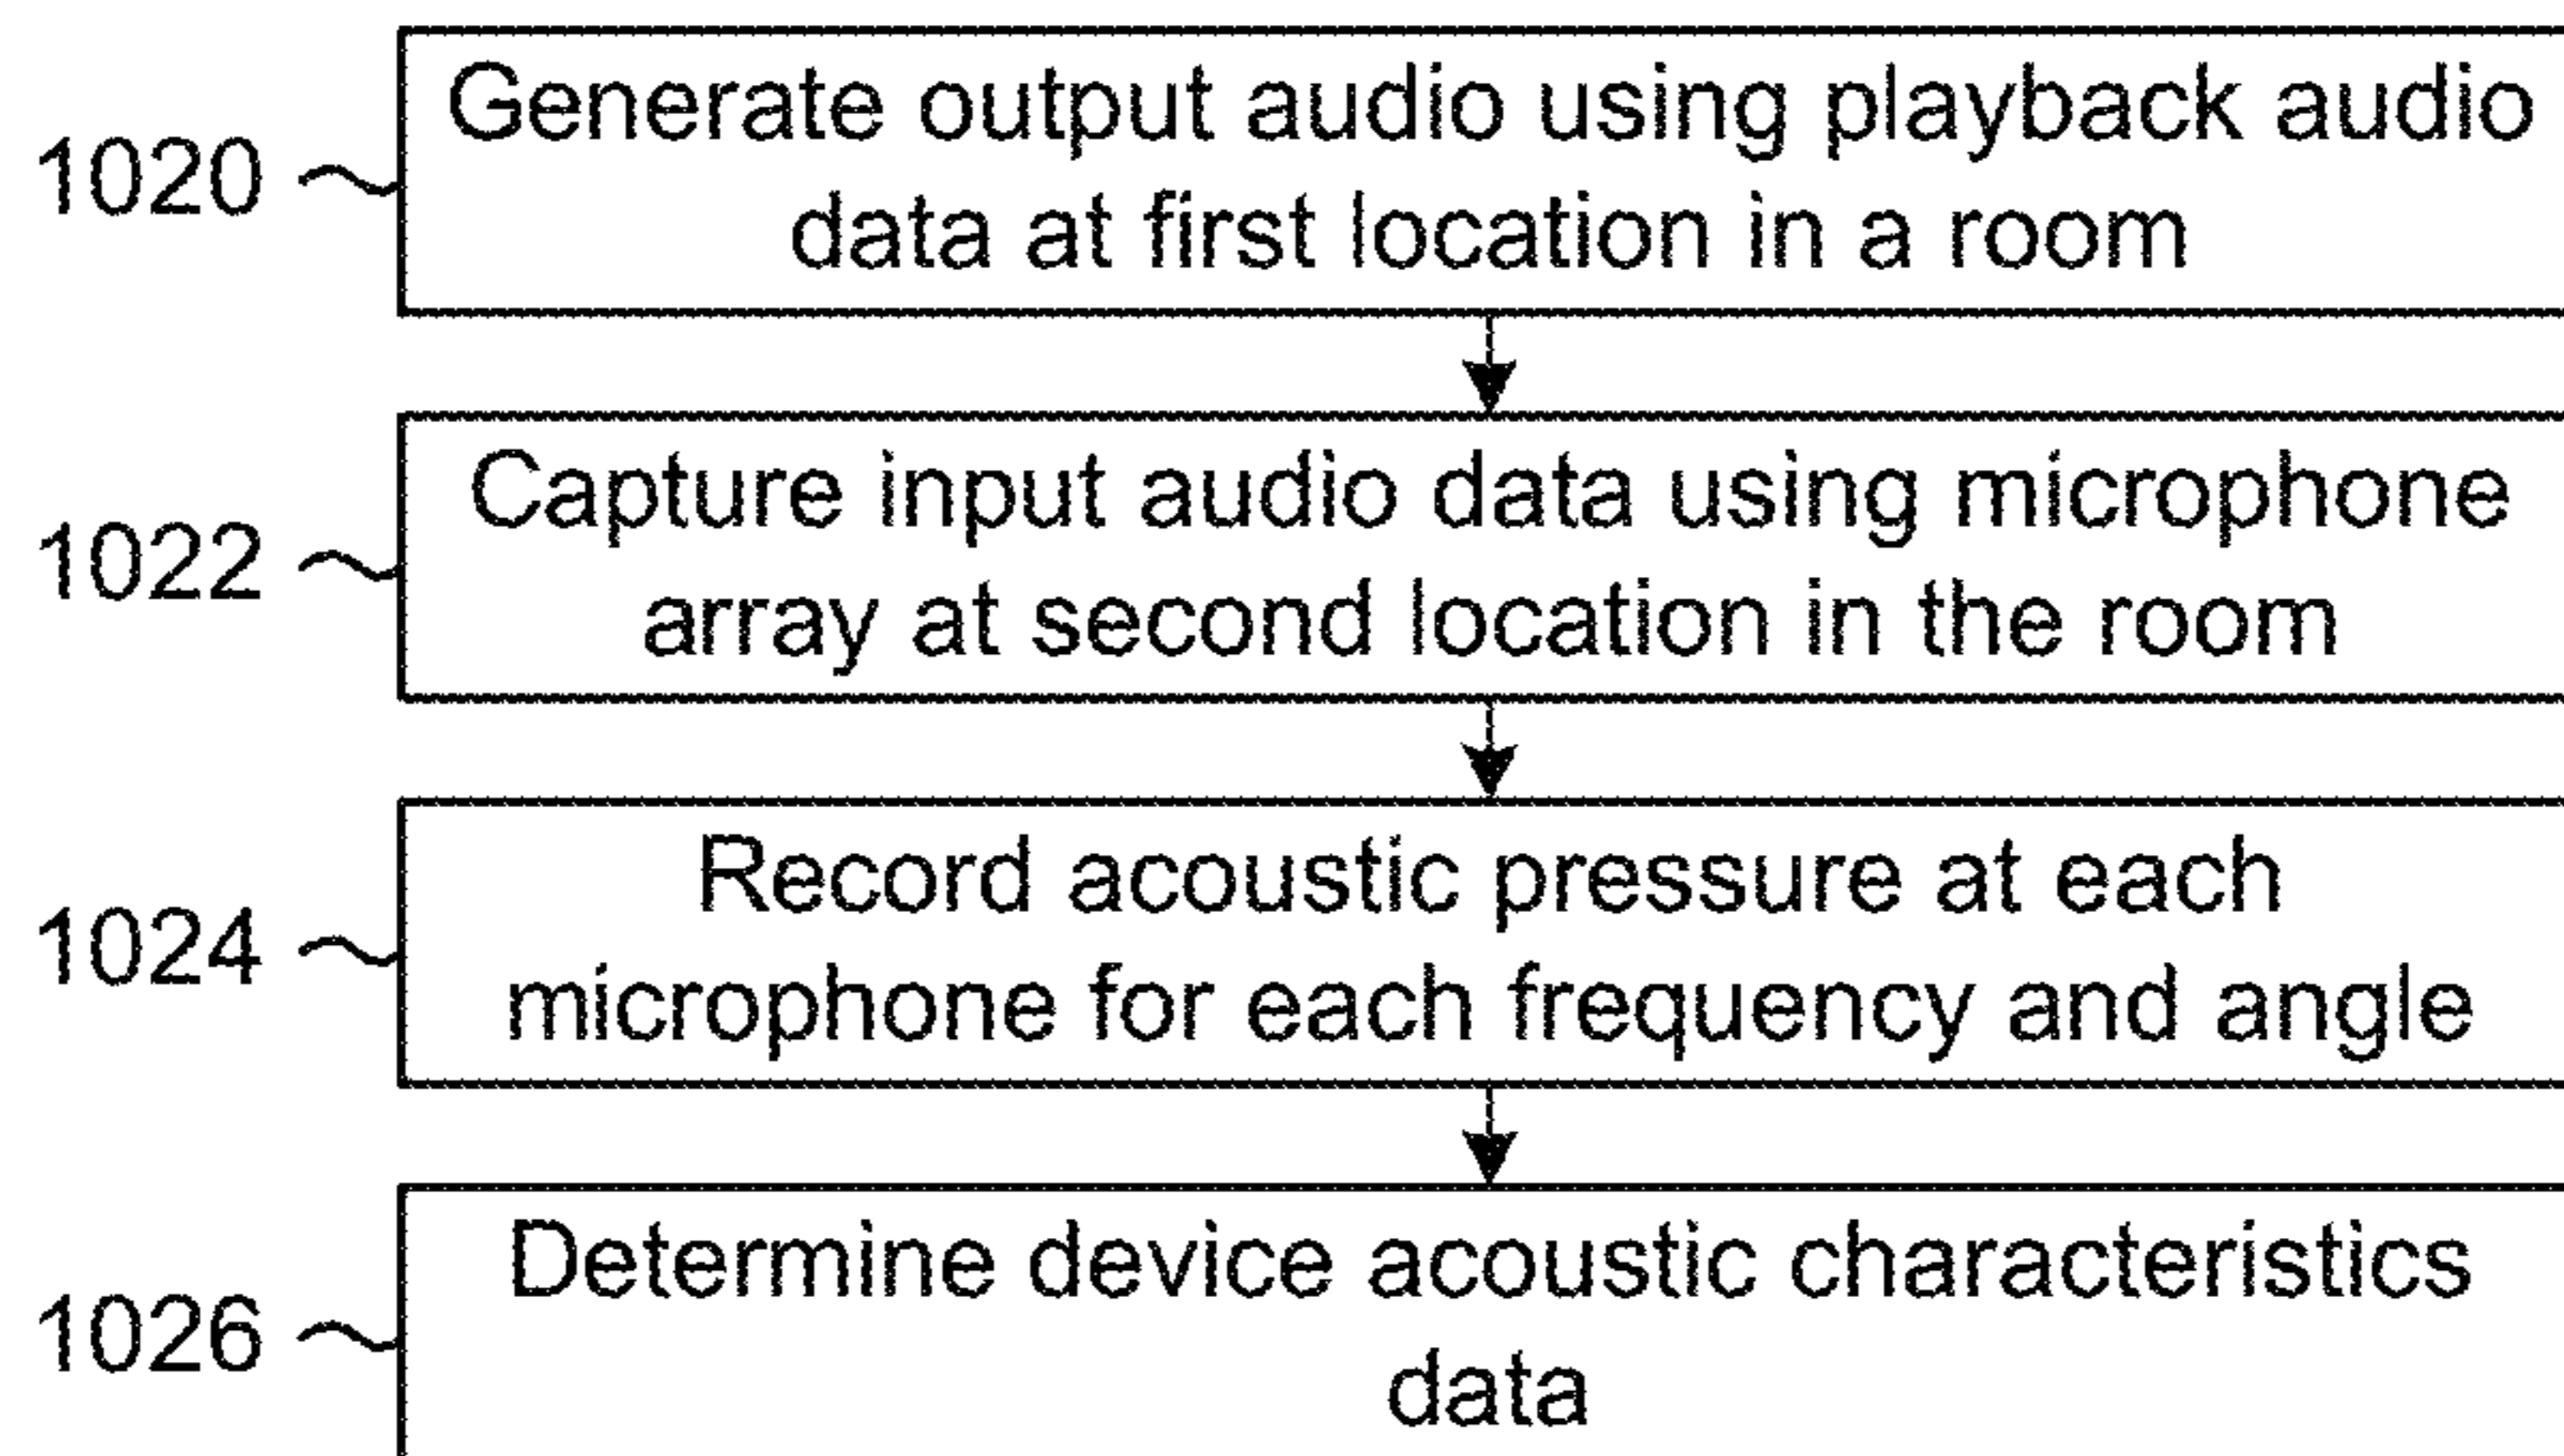 Generate output audio using playback audio
1020
data at first location in a room
Capture input audio data using microphone
1022
array at second location in the room
Record acoustic pressure at each
1024
microphone for each frequency and angle
Determine device acoustic characteristics
1026
data